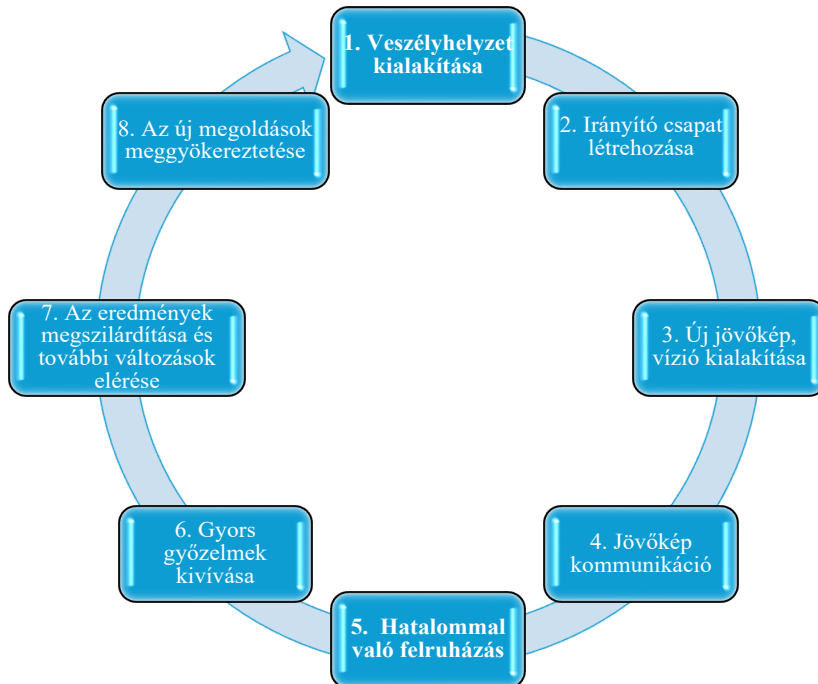 1. Veszélyhelyzet
kialakítása
2. Irányító csapat
létrehozása
3. Új jövőkép,
vízió kialakítása
4. Jövőkép
kommunikáció
5. Hatalommal
való felruházás
6. Gyors
győzelmek
kivívása
7. Az eredmények
megszilárdítása és
további változások
elérése
8. Az új megoldások
meggyökereztetése